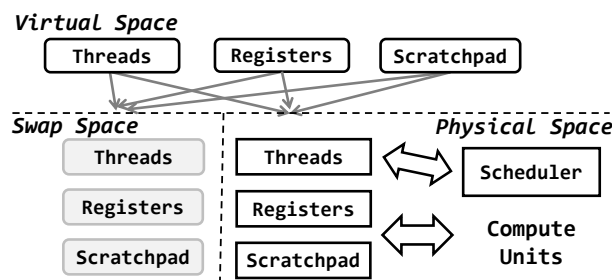 Virtual Space
Threads
Registers
Scratchpad
Swap Space
Physical Space
Threads
Registers
Scratchpad
Threads
Registers
Scratchpad
Scheduler
Compute
Units